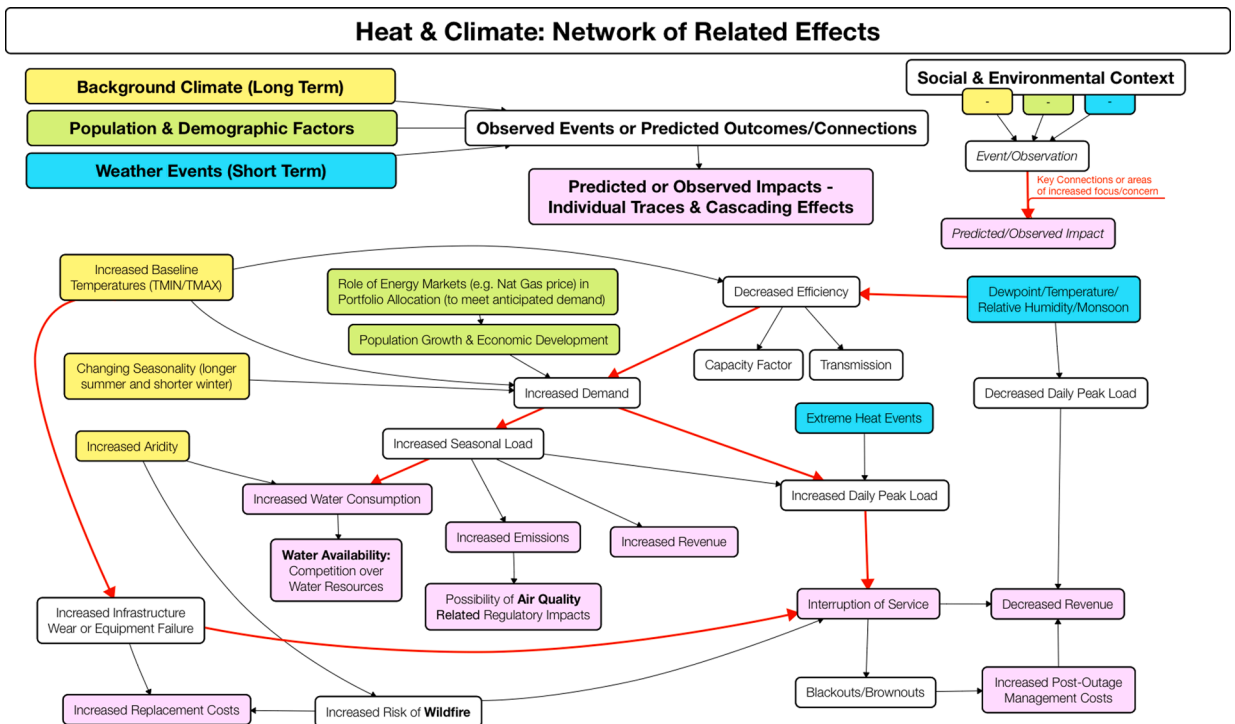 Heat & Climate: Network of Related Effects
Background Climate (Long Term)
Population & Demographic Factors
Weather Events (Short Term)
Observed Events or Predicted Outcomes/Connections
Predicted or Observed Impacts -
Individual Traces & Cascading Effects
Social & Environmental Context
-
-
-
Event/Observation
Key Connections or areas
of increased focus/concern
Predicted/Observed Impact
Increased Baseline
Temperatures (TMIN/TMAX)
Role of Energy Markets (e.g. Nat Gas price) in
Portfolio Allocation (to meet anticipated demand)
Decreased Efficiency
Dewpoint/Temperature/
Relative Humidity/Monsoon
Population Growth & Economic Development
Capacity Factor
Transmission
Changing Seasonality (longer
summer and shorter winter)
Increased Demand
Decreased Daily Peak Load
Extreme Heat Events
Increased Aridity
Increased Seasonal Load
Increased Water Consumption
Increased Daily Peak Load
Increased Emissions
Increased Revenue
Water Availability:
Competition over
Water Resources
Possibility of Air Quality
Related Regulatory Impacts
Increased Infrastructure
Wear or Equipment Failure
Interruption of Service
Decreased Revenue
Increased Replacement Costs
Increased Risk of Wildfire
Blackouts/Brownouts
Increased Post-Outage
Management Costs